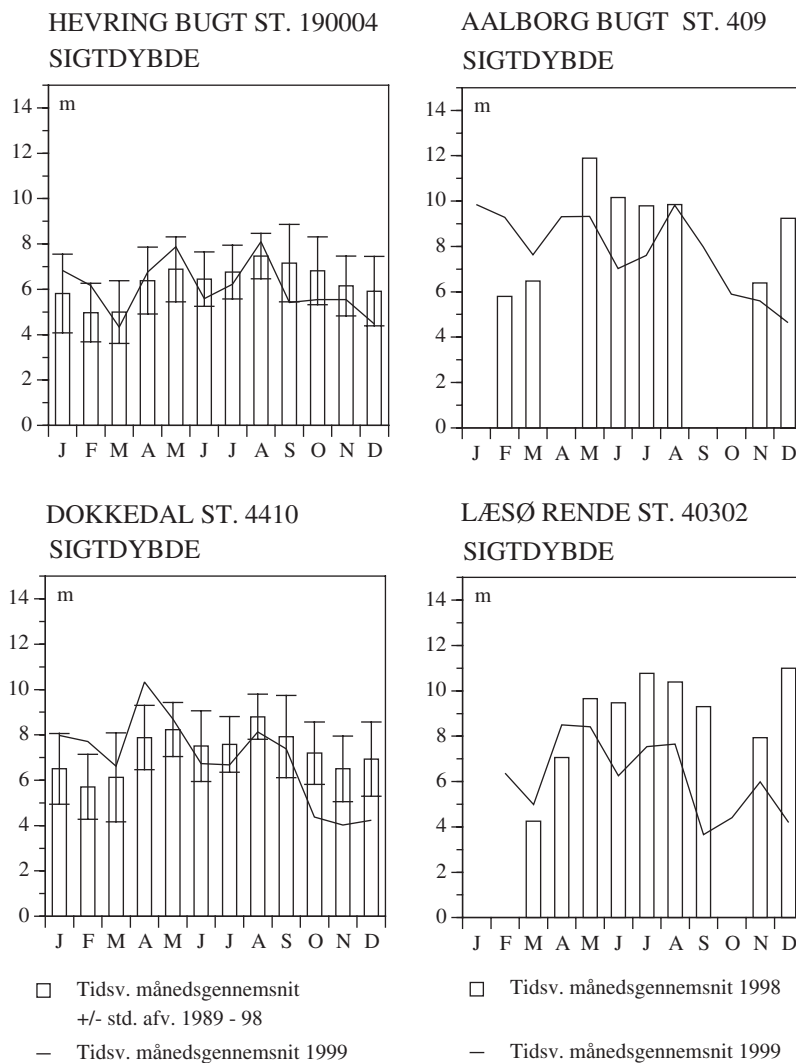 HEVRING BUGT ST. 190004
SIGTDYBDE
m
14
12
10
8
6
4
2
0
J F M A M J J A S O N D
AALBORG BUGT ST. 409
SIGTDYBDE
m
14
12
10
8
6
4
2
0
J F M A M J J A S O N D
DOKKEDAL ST. 4410
SIGTDYBDE
m
14
12
10
8
6
4
2
0
J F M A M J J A S O N D
LÆSØ RENDE ST. 40302
SIGTDYBDE
m
14
12
10
8
6
4
2
0
J F M A M J J A S O N D
Tidsv. månedsgennemsnit
+/- std. afv. 1989 - 98
Tidsv. månedsgennemsnit 1999
Tidsv. månedsgennemsnit 1998
Tidsv. månedsgennemsnit 1999